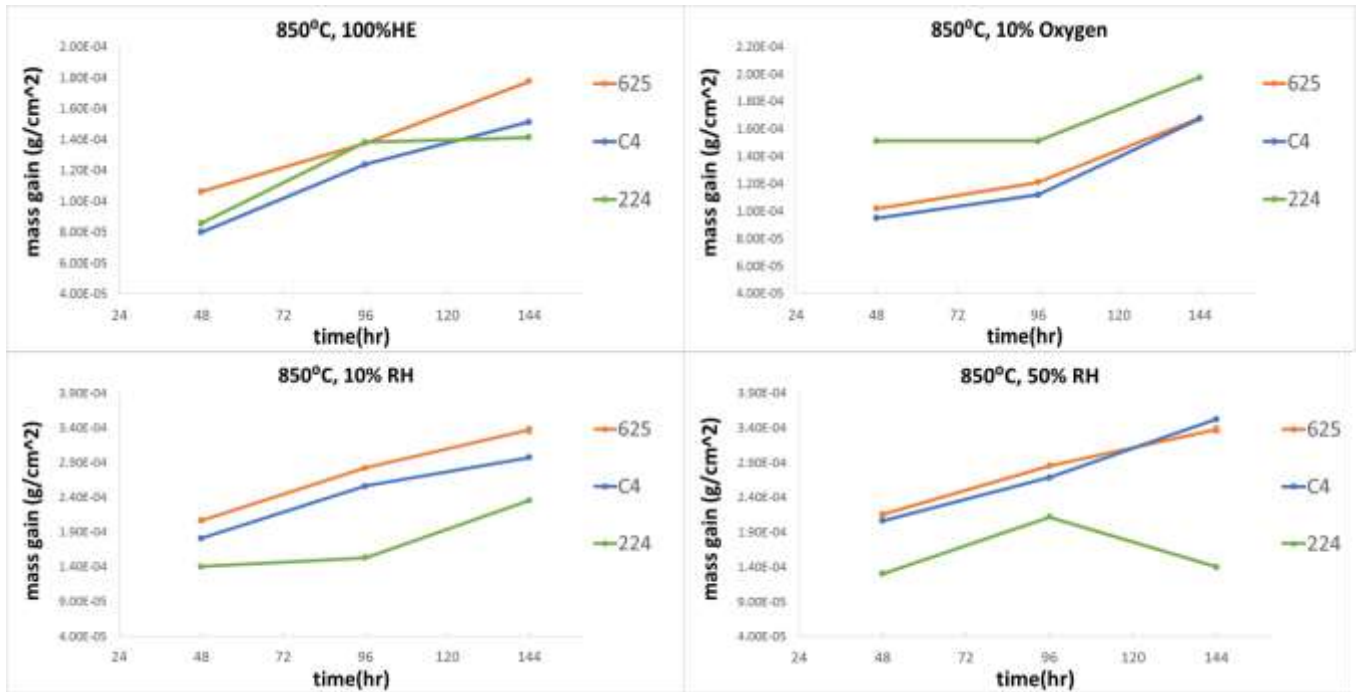 850⁰C, 100%HE
mass gain (g/cm^2)
2.00E-04
1.80E-04
1.60E-04
1.40E-04
1.20E-04
1.00E-04
8.00E-05
6.00E-05
4.00E-05
24 48 72 96 120 144
time(hr)
625
C4
224
850⁰C, 10% Oxygen
mass gain (g/cm^2)
2.20E-04
2.00E-04
1.80E-04
1.60E-04
1.40E-04
1.20E-04
1.00E-04
8.00E-05
6.00E-05
4.00E-05
24 48 72 96 120 144
time(hr)
625
C4
224
850⁰C, 10% RH
mass gain (g/cm^2)
3.90E-04
3.40E-04
2.90E-04
2.40E-04
1.90E-04
1.40E-04
9.00E-05
4.00E-05
24 48 72 96 120 144
time(hr)
625
C4
224
850⁰C, 50% RH
mass gain (g/cm^2)
3.90E-04
3.40E-04
2.90E-04
2.40E-04
1.90E-04
1.40E-04
9.00E-05
4.00E-05
24 48 72 96 120 144
time(hr)
625
C4
224